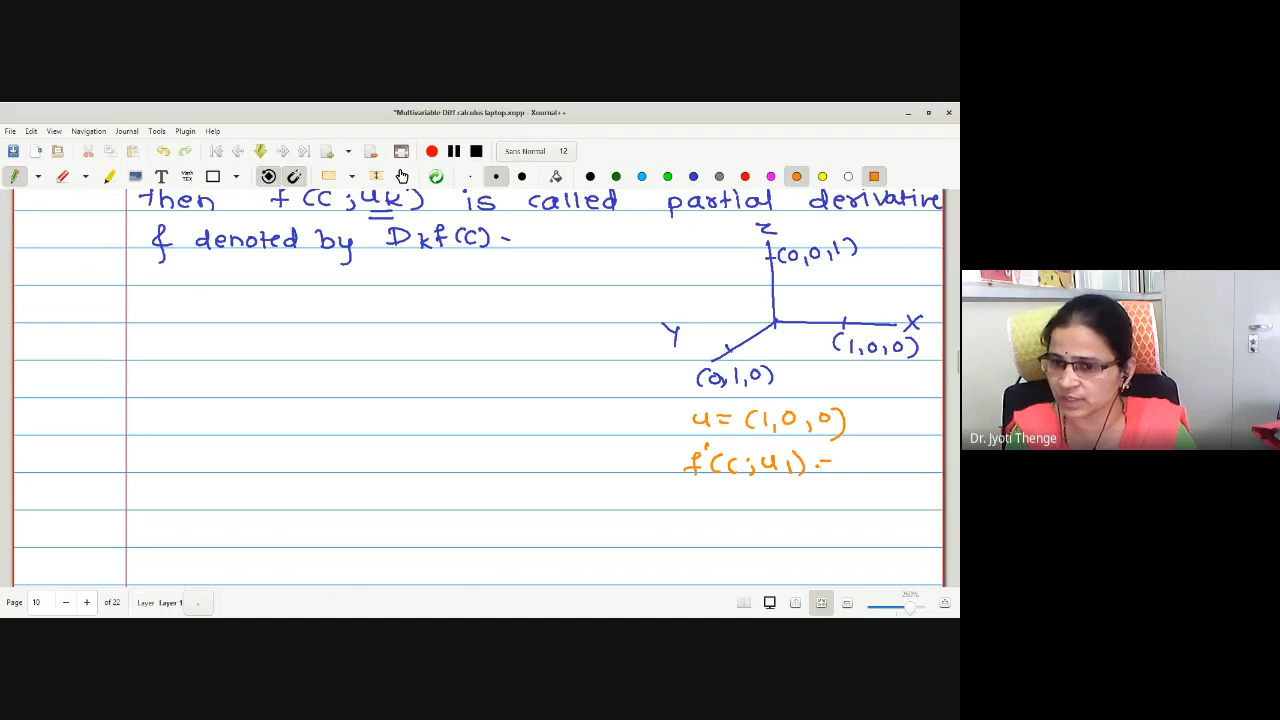 *Multivariable Diff calculus laptop.xopp - Xournal++
File Edit View Navigation Journal Tools Plugin Help
Sans Normal 12
Then f(c; uk) is called partial derivative
& denoted by Dkf(c) -
Z
(0,0,1)
X
Y
(1,0,0)
(0,1,0)
u = (1,0,0)
f'(c; u1) =
Dr. Jyoti Thenge
Page 10 of 22 Layer Layer 1
260%